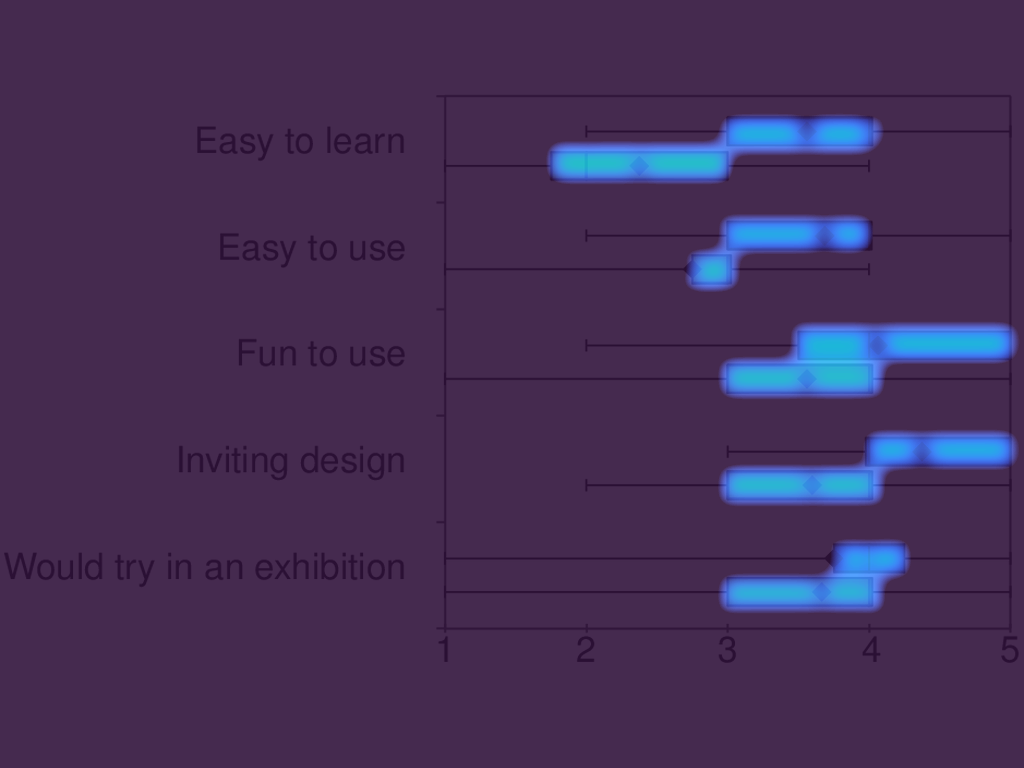 Easy to learn
Easy to use
Fun to use
Inviting design
Would try in an exhibition
1 2 3 4 5